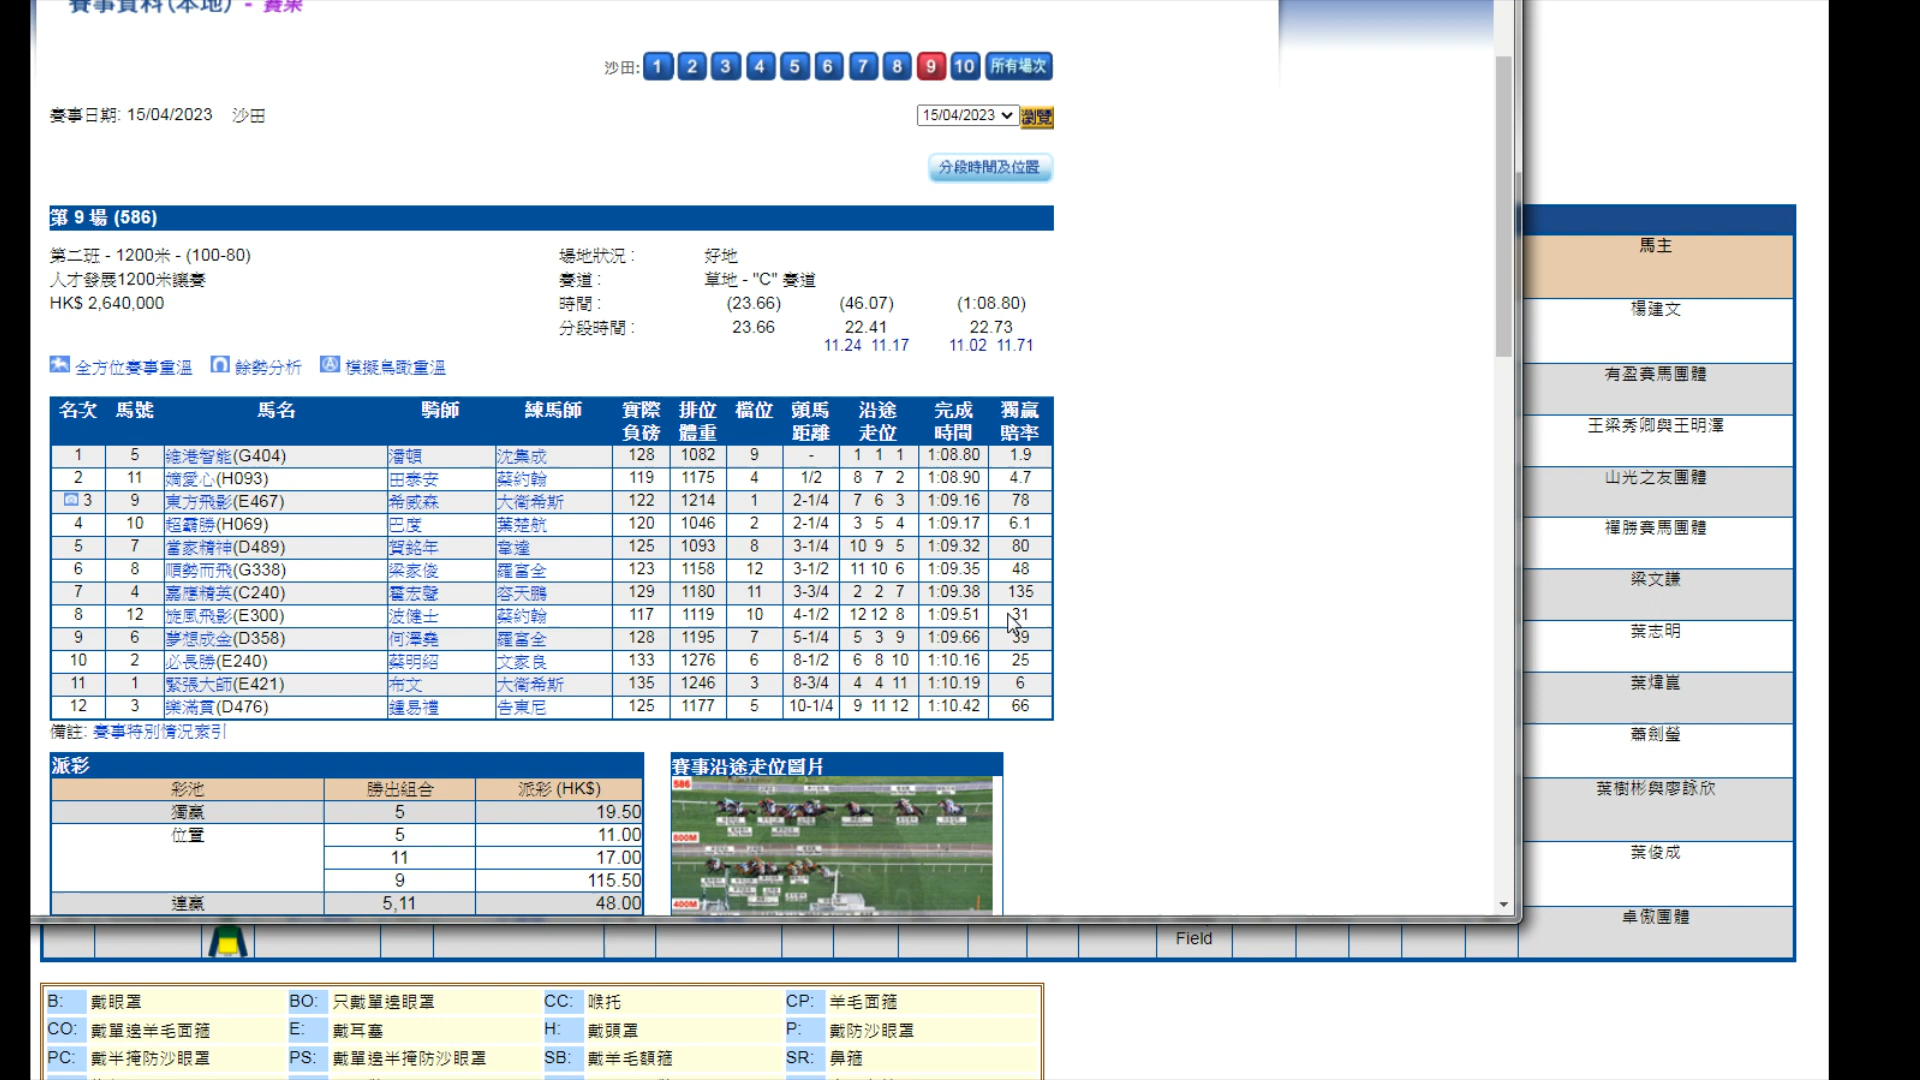 賽事資料(本地) - 賽果
沙田: 1 2 3 4 5 6 7 8 9 10 所有場次
賽事日期: 15/04/2023 沙田
15/04/2023 瀏覽
分段時間及位置
第 9 場 (586)
第二班 - 1200米 - (100-80) 場地狀況 : 好地
人才發展1200米讓賽 賽道 : 草地 - "C" 賽道
HK$ 2,640,000 時間 : (23.66) (46.07) (1:08.80)
分段時間 : 23.66 22.41 22.73
11.24 11.17 11.02 11.71
全方位賽事重溫 餘勢分析 模擬鳥瞰重溫
名次 馬號 馬名 騎師 練馬師 實際負磅 排位體重 檔位 頭馬距離 沿途走位 完成時間 獨贏賠率
1 5 維港智能(G404) 潘頓 沈集成 128 1082 9 - 1 1 1 1:08.80 1.9
2 11 嫡愛心(H093) 田泰安 蔡約翰 119 1175 4 1/2 8 7 2 1:08.90 4.7
3 9 東方飛影(E467) 希威森 大衛希斯 122 1214 1 2-1/4 7 6 3 1:09.16 78
4 10 超霸勝(H069) 巴度 葉楚航 120 1046 2 2-1/4 3 5 4 1:09.17 6.1
5 7 當家精神(D489) 賀銘年 韋達 125 1093 8 3-1/4 10 9 5 1:09.32 80
6 8 順勢而飛(G338) 梁家俊 羅富全 123 1158 12 3-1/2 11 10 6 1:09.35 48
7 4 嘉應精英(C240) 霍宏聲 容天鵬 129 1180 11 3-3/4 2 2 7 1:09.38 135
8 12 旋風飛影(E300) 波健士 蔡約翰 117 1119 10 4-1/2 12 12 8 1:09.51 31
9 6 夢想成金(D358) 何澤堯 羅富全 128 1195 7 5-1/4 5 3 9 1:09.66 39
10 2 必長勝(E240) 蔡明紹 文家良 133 1276 6 8-1/2 6 8 10 1:10.16 25
11 1 緊張大師(E421) 布文 大衛希斯 135 1246 3 8-3/4 4 4 11 1:10.19 6
12 3 樂滿貫(D476) 鍾易禮 告東尼 125 1177 5 10-1/4 9 11 12 1:10.42 66
備註: 賽事特別情況索引
派彩
彩池 勝出組合 派彩 (HK$)
獨贏 5 19.50
位置 5 11.00
11 17.00
9 115.50
連贏 5,11 48.00
賽事沿途走位圖片
586
800M
400M
馬主
楊建文
有盈賽馬團體
王梁秀卿與王明澤
山光之友團體
禪勝賽馬團體
梁文謙
葉志明
葉煒崑
蕭劍瑩
葉樹彬與廖詠欣
葉俊成
卓傲團體
Field
B: 戴眼罩 BO: 只戴單邊眼罩 CC: 喉托 CP: 羊毛面箍
CO: 戴單邊羊毛面箍 E: 戴耳塞 H: 戴頭罩 P: 戴防沙眼罩
PC: 戴半掩防沙眼罩 PS: 戴單邊半掩防沙眼罩 SB: 戴羊毛額箍 SR: 鼻箍